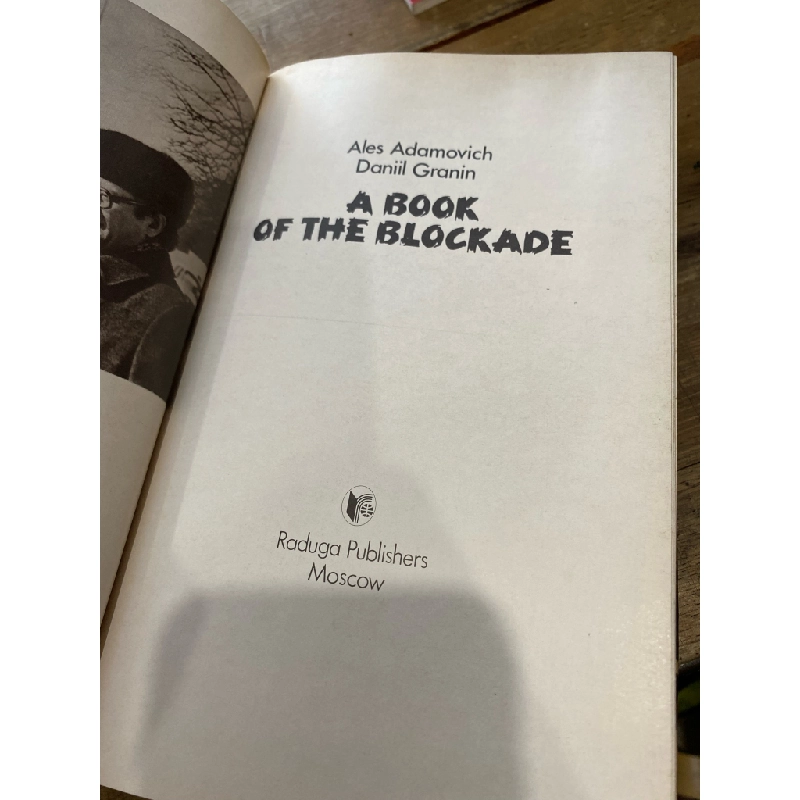 Ales Adamovich
Daniil Granin
A BOOK
OF THE BLOCKADE
Raduga Publishers
Moscow